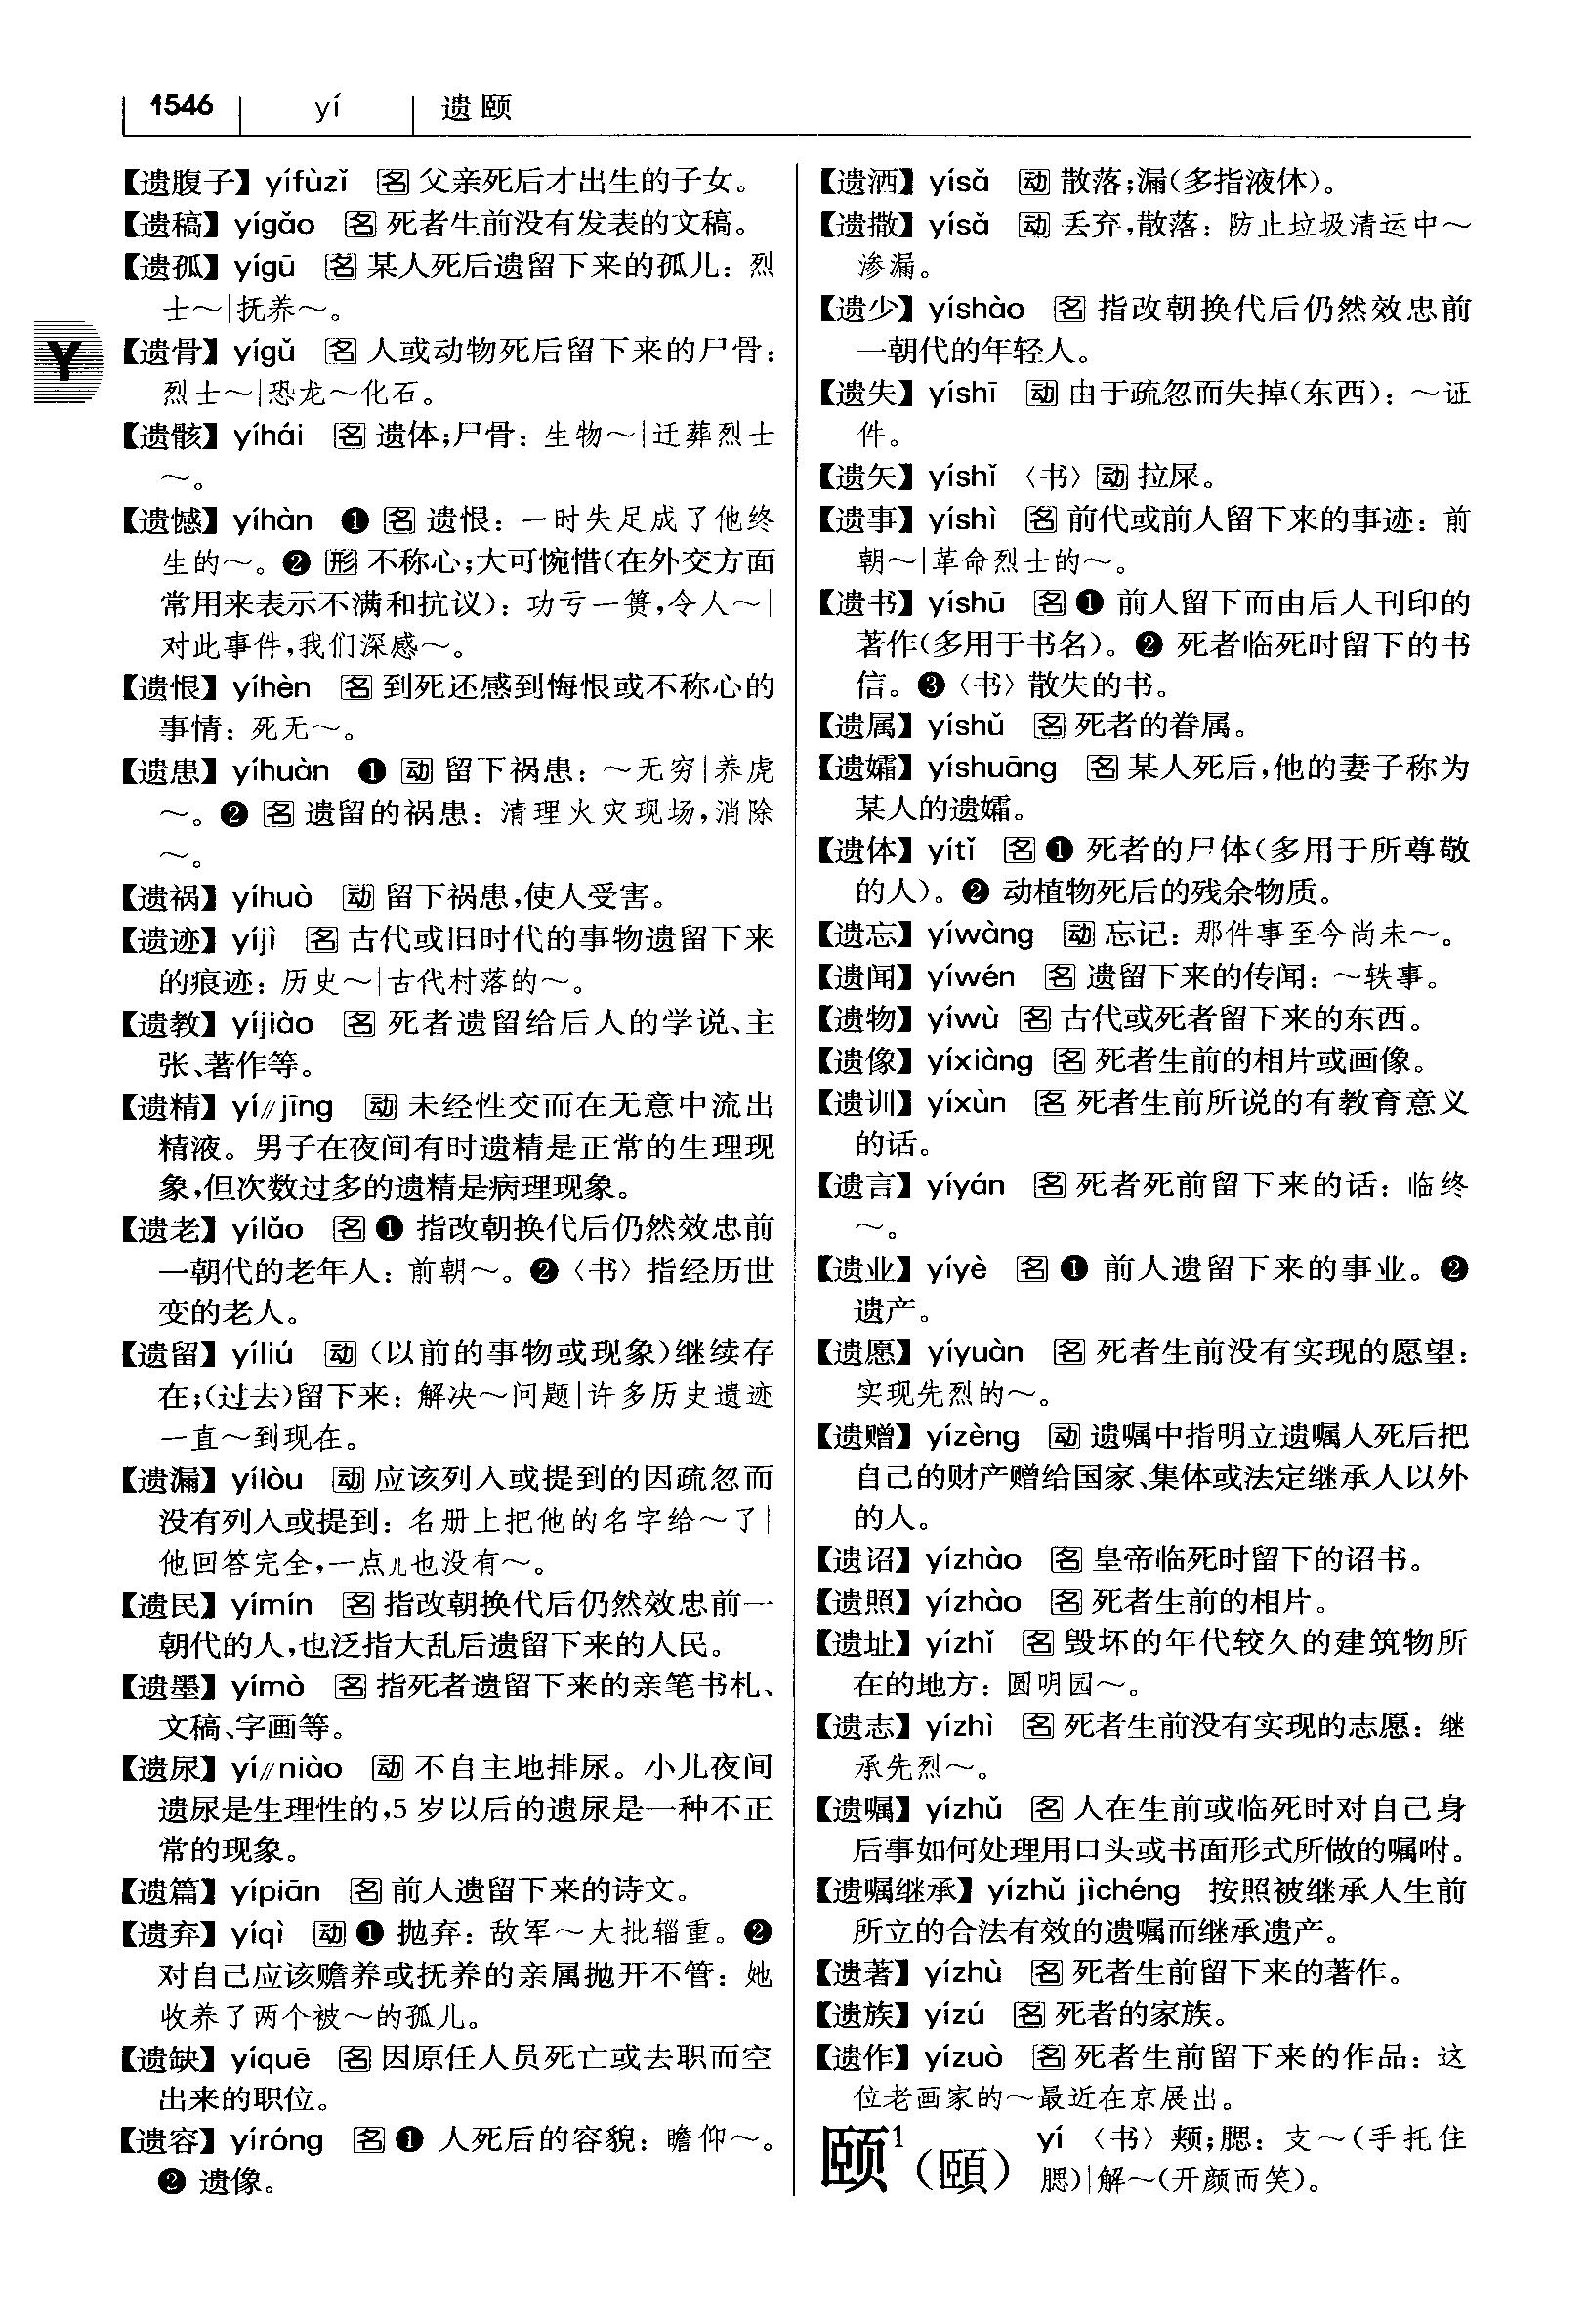 1546 yí 遗颐
【遗腹子】yífùzǐ 名 父亲死后才出生的子女。
【遗稿】yígǎo 名 死者生前没有发表的文稿。
【遗孤】yígū 名 某人死后遗留下来的孤儿：烈
士～|抚养～。
Y
【遗骨】yígǔ 名 人或动物死后留下来的尸骨：
烈士～|恐龙～化石。
【遗骸】yíhái 名 遗体;尸骨：生物～|迁葬烈士
～。
【遗憾】yíhàn ❶ 名 遗恨：一时失足成了他终
生的～。❷ 形 不称心;大可惋惜(在外交方面
常用来表示不满和抗议)：功亏一篑,令人～|
对此事件,我们深感～。
【遗恨】yíhèn 名 到死还感到悔恨或不称心的
事情：死无～。
【遗患】yíhuàn ❶ 动 留下祸患：～无穷|养虎
～。❷ 名 遗留的祸患：清理火灾现场,消除
～。
【遗祸】yíhuò 动 留下祸患,使人受害。
【遗迹】yíjì 名 古代或旧时代的事物遗留下来
的痕迹：历史～|古代村落的～。
【遗教】yíjiào 名 死者遗留给后人的学说、主
张、著作等。
【遗精】yí//jīng 动 未经性交而在无意中流出
精液。男子在夜间有时遗精是正常的生理现
象,但次数过多的遗精是病理现象。
【遗老】yílǎo 名 ❶ 指改朝换代后仍然效忠前
一朝代的老年人：前朝～。❷〈书〉指经历世
变的老人。
【遗留】yíliú 动 (以前的事物或现象)继续存
在;(过去)留下来：解决～问题|许多历史遗迹
一直～到现在。
【遗漏】yílòu 动 应该列入或提到的因疏忽而
没有列入或提到：名册上把他的名字给～了|
他回答完全,一点儿也没有～。
【遗民】yímín 名 指改朝换代后仍然效忠前一
朝代的人,也泛指大乱后遗留下来的人民。
【遗墨】yímò 名 指死者遗留下来的亲笔书札、
文稿、字画等。
【遗尿】yí//niào 动 不自主地排尿。小儿夜间
遗尿是生理性的,5 岁以后的遗尿是一种不正
常的现象。
【遗篇】yípiān 名 前人遗留下来的诗文。
【遗弃】yíqì 动 ❶ 抛弃：敌军～大批辎重。❷
对自己应该赡养或抚养的亲属抛开不管：她
收养了两个被～的孤儿。
【遗缺】yíquē 名 因原任人员死亡或去职而空
出来的职位。
【遗容】yíróng 名 ❶ 人死后的容貌：瞻仰～。
❷ 遗像。
【遗洒】yísǎ 动 散落;漏(多指液体)。
【遗撒】yísǎ 动 丢弃,散落：防止垃圾清运中～
渗漏。
【遗少】yíshào 名 指改朝换代后仍然效忠前
一朝代的年轻人。
【遗失】yíshī 动 由于疏忽而失掉(东西)：～证
件。
【遗矢】yíshǐ〈书〉动 拉屎。
【遗事】yíshì 名 前代或前人留下来的事迹：前
朝～|革命烈士的～。
【遗书】yíshū 名 ❶ 前人留下而由后人刊印的
著作(多用于书名)。❷ 死者临死时留下的书
信。❸〈书〉散失的书。
【遗属】yíshǔ 名 死者的眷属。
【遗孀】yíshuāng 名 某人死后,他的妻子称为
某人的遗孀。
【遗体】yítǐ 名 ❶ 死者的尸体(多用于所尊敬
的人)。❷ 动植物死后的残余物质。
【遗忘】yíwàng 动 忘记：那件事至今尚未～。
【遗闻】yíwén 名 遗留下来的传闻：～轶事。
【遗物】yíwù 名 古代或死者留下来的东西。
【遗像】yíxiàng 名 死者生前的相片或画像。
【遗训】yíxùn 名 死者生前所说的有教育意义
的话。
【遗言】yíyán 名 死者死前留下来的话：临终
～。
【遗业】yíyè 名 ❶ 前人遗留下来的事业。❷
遗产。
【遗愿】yíyuàn 名 死者生前没有实现的愿望：
实现先烈的～。
【遗赠】yízèng 动 遗嘱中指明立遗嘱人死后把
自己的财产赠给国家、集体或法定继承人以外
的人。
【遗诏】yízhào 名 皇帝临死时留下的诏书。
【遗照】yízhào 名 死者生前的相片。
【遗址】yízhǐ 名 毁坏的年代较久的建筑物所
在的地方：圆明园～。
【遗志】yízhì 名 死者生前没有实现的志愿：继
承先烈～。
【遗嘱】yízhǔ 名 人在生前或临死时对自己身
后事如何处理用口头或书面形式所做的嘱咐。
【遗嘱继承】yízhǔ jìchéng 按照被继承人生前
所立的合法有效的遗嘱而继承遗产。
【遗著】yízhù 名 死者生前留下来的著作。
【遗族】yízú 名 死者的家族。
【遗作】yízuò 名 死者生前留下来的作品：这
位老画家的～最近在京展出。
颐¹(頤) yí〈书〉颊;腮：支～(手托住
腮)|解～(开颜而笑)。